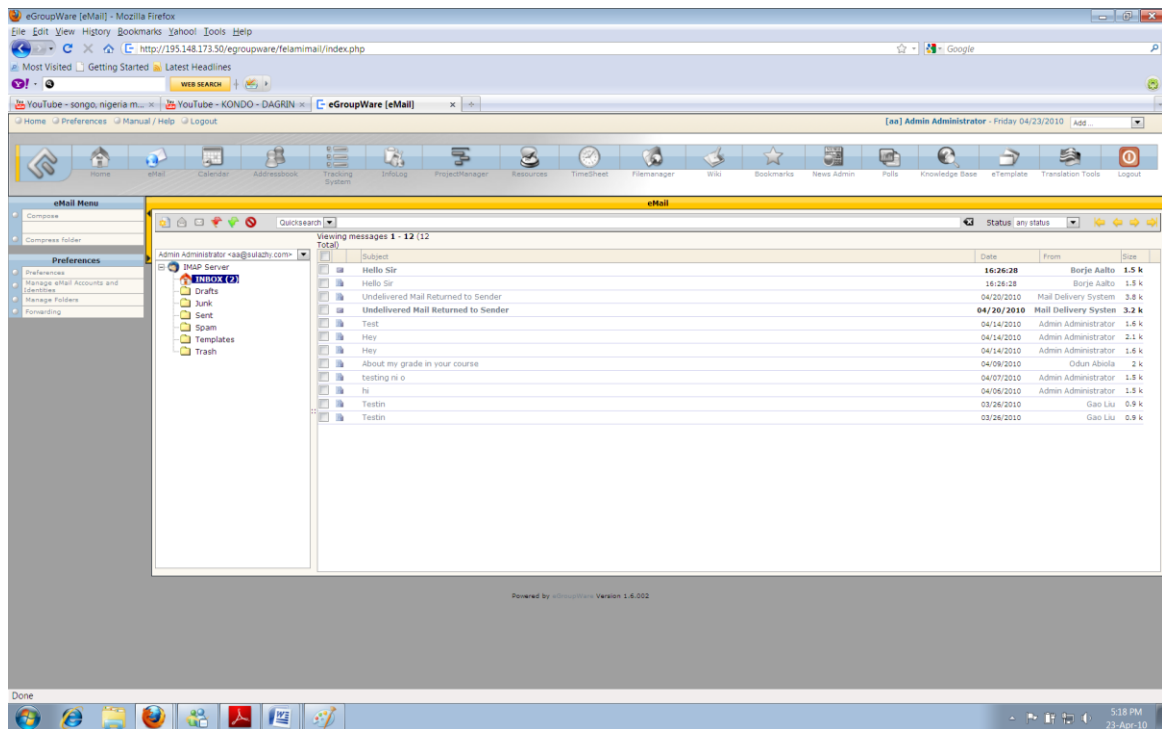 eGroupWare [eMail] - Mozilla Firefox
File Edit View History Bookmarks Yahoo! Tools Help
http://195.148.173.50/egroupware/felamimail/index.php Google
Most Visited Getting Started Latest Headlines
WEB SEARCH
YouTube - songo, nigeria m... YouTube - KONDO - DAGRIN eGroupWare [eMail]
Home Preferences Manual / Help Logout [aa] Admin Administrator - Friday 04/23/2010 Add ...
Home eMail Calendar Addressbook Tracking System InfoLog ProjectManager Resources TimeSheet Filemanager Wiki Bookmarks News Admin Polls Knowledge Base eTemplate Translation Tools Logout
eMail Menu eMail
Compose
Quicksearch Status any status
Compress folder
Viewing messages 1 - 12 (12
Total)
Preferences
Preferences
Manage eMail Accounts and
Identities
Manage Folders
Forwarding
Admin Administrator <aa@sulazhy.com>
IMAP Server
INBOX (2)
Drafts
Junk
Sent
Spam
Templates
Trash
Subject Date From Size
Hello Sir 16:26:28 Borje Aalto 1.5 k
Hello Sir 16:26:28 Borje Aalto 1.5 k
Undelivered Mail Returned to Sender 04/20/2010 Mail Delivery System 3.8 k
Undelivered Mail Returned to Sender 04/20/2010 Mail Delivery System 3.2 k
Test 04/14/2010 Admin Administrator 1.6 k
Hey 04/14/2010 Admin Administrator 2.1 k
Hey 04/14/2010 Admin Administrator 1.6 k
About my grade in your course 04/09/2010 Odun Abiola 2 k
testing ni o 04/07/2010 Admin Administrator 1.5 k
hi 04/06/2010 Admin Administrator 1.5 k
Testin 03/26/2010 Gao Liu 0.9 k
Testin 03/26/2010 Gao Liu 0.9 k
Powered by eGroupWare Version 1.6.002
Done
5:18 PM
23-Apr-10